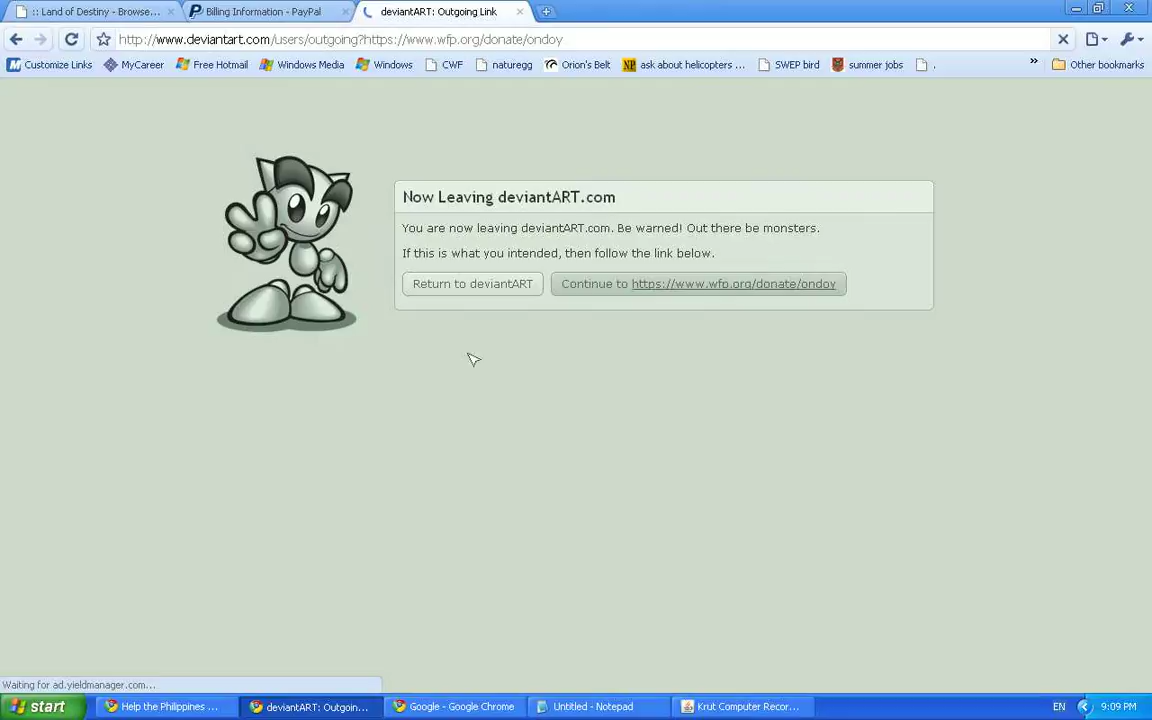 :: Land of Destiny - Browse...
Billing Information - PayPal
deviantART: Outgoing Link
http://www.deviantart.com/users/outgoing?https://www.wfp.org/donate/ondoy
Customize Links
MyCareer
Free Hotmail
Windows Media
Windows
CWF
naturegg
Orion's Belt
NP
ask about helicopters ...
SWEP bird
summer jobs
.
»
Other bookmarks
Now Leaving deviantART.com
You are now leaving deviantART.com. Be warned! Out there be monsters.
If this is what you intended, then follow the link below.
Return to deviantART
Continue to https://www.wfp.org/donate/ondoy
Waiting for ad.yieldmanager.com...
start
Help the Philippines ...
deviantART: Outgoin...
Google - Google Chrome
Untitled - Notepad
Krut Computer Recor...
EN
9:09 PM